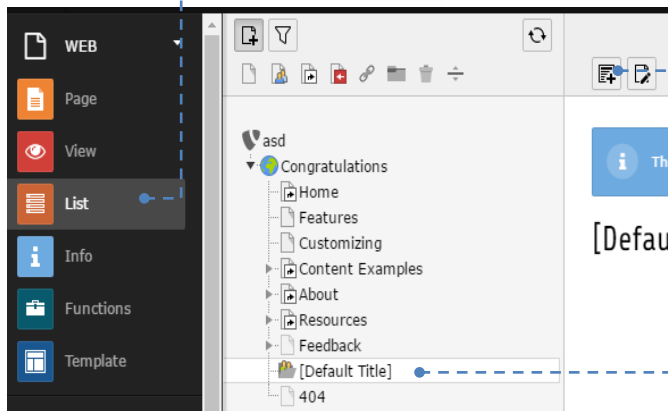 WEB
Page
View
List
Info
Functions
Template
asd
Congratulations
Home
Features
Customizing
Content Examples
About
Resources
Feedback
[Default Title]
404
Th
[Defau